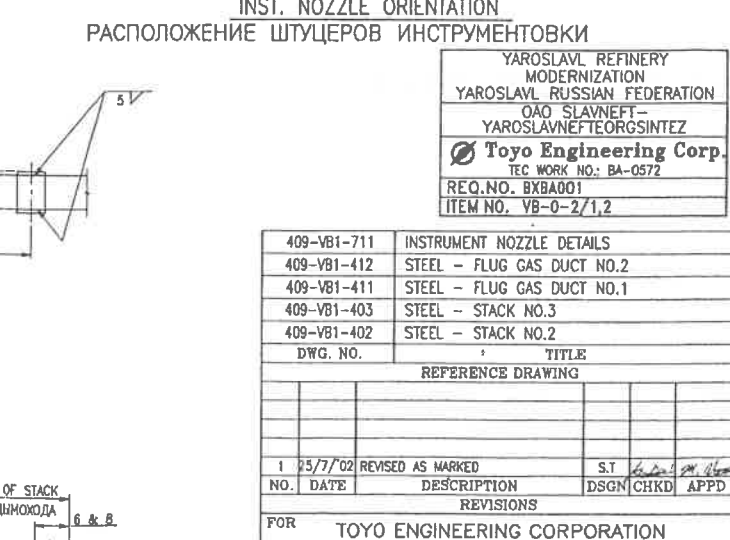 INST. NOZZLE ORIENTATION
РАСПОЛОЖЕНИЕ ШТУЦЕРОВ ИНСТРУМЕНТОВКИ
5
YAROSLAVL REFINERY
MODERNIZATION
YAROSLAVL RUSSIAN FEDERATION
OAO SLAVNEFT-
YAROSLAVNEFTEORGSINTEZ
Toyo Engineering Corp.
TEC WORK NO.: BA-0572
REQ.NO. BXBA001
ITEM NO. VB-0-2/1,2
409-VB1-711 INSTRUMENT NOZZLE DETAILS
409-VB1-412 STEEL - FLUG GAS DUCT NO.2
409-VB1-411 STEEL - FLUG GAS DUCT NO.1
409-VB1-403 STEEL - STACK NO.3
409-VB1-402 STEEL - STACK NO.2
DWG. NO. TITLE
REFERENCE DRAWING
1 25/7/'02 REVISED AS MARKED S.T
NO. DATE DESCRIPTION DSGN CHKD APPD
REVISIONS
FOR TOYO ENGINEERING CORPORATION
OF STACK
ДЫМОХОДА
6 & 8